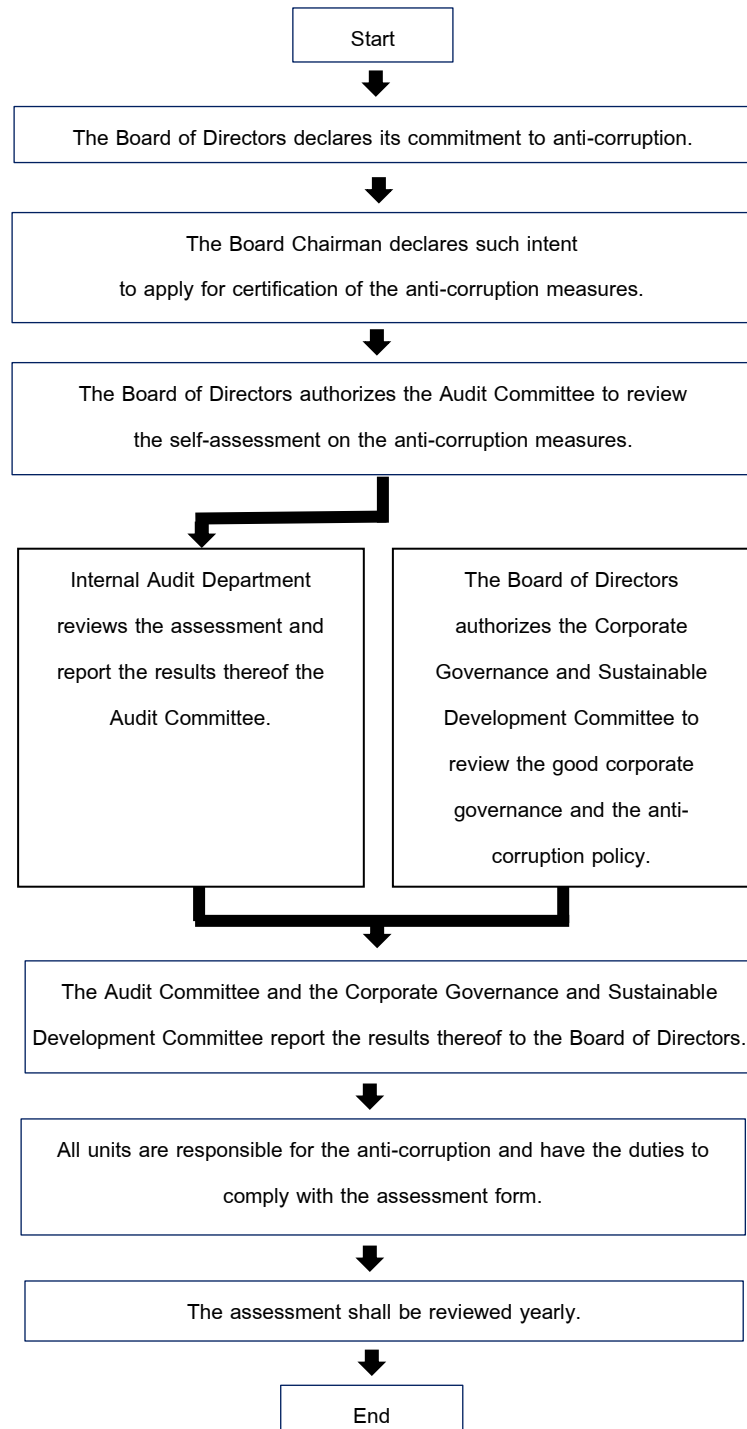 Start
The Board of Directors declares its commitment to anti-corruption.
The Board Chairman declares such intent
to apply for certification of the anti-corruption measures.
The Board of Directors authorizes the Audit Committee to review
the self-assessment on the anti-corruption measures.
Internal Audit Department
reviews the assessment and
report the results thereof the
Audit Committee.
The Board of Directors
authorizes the Corporate
Governance and Sustainable
Development Committee to
review the good corporate
governance and the anti-
corruption policy.
The Audit Committee and the Corporate Governance and Sustainable
Development Committee report the results thereof to the Board of Directors.
All units are responsible for the anti-corruption and have the duties to
comply with the assessment form.
The assessment shall be reviewed yearly.
End